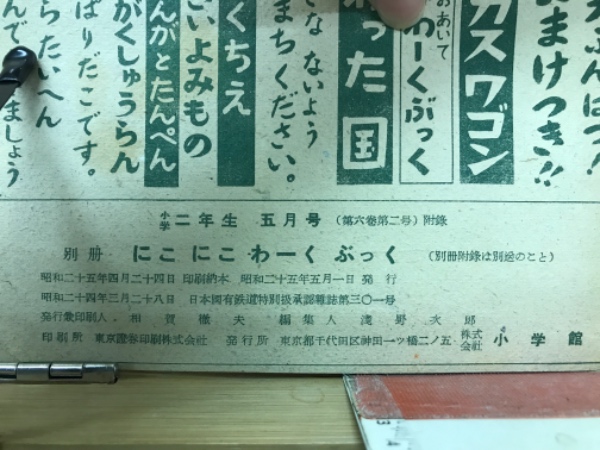 ふんぱつ!
まけつき!!
カスワゴン
おあいて
わーくぶっく
った国
さな ないよう
まちください。
くちえ
いよみもの
んがとたんぺん
がくしゅうらん
ぱりだこです。
らたいへん
んで
ましょう
小学二年生 五月号 (第六巻第二号)附録
別冊 にこにこわーくぶっく (別冊附録は別途のこと)
昭和二十五年四月二十四日 印刷納本 昭和二十五年五月一日 発行
昭和二十四年三月二十八日 日本國有鉄道特別扱承認雑誌第三〇一号
発行兼印刷人 相賀徹夫 編集人 浅野次郎
印刷所 東京證券印刷株式会社 発行所 東京都千代田区神田一ツ橋二ノ五 株式会社 小学館